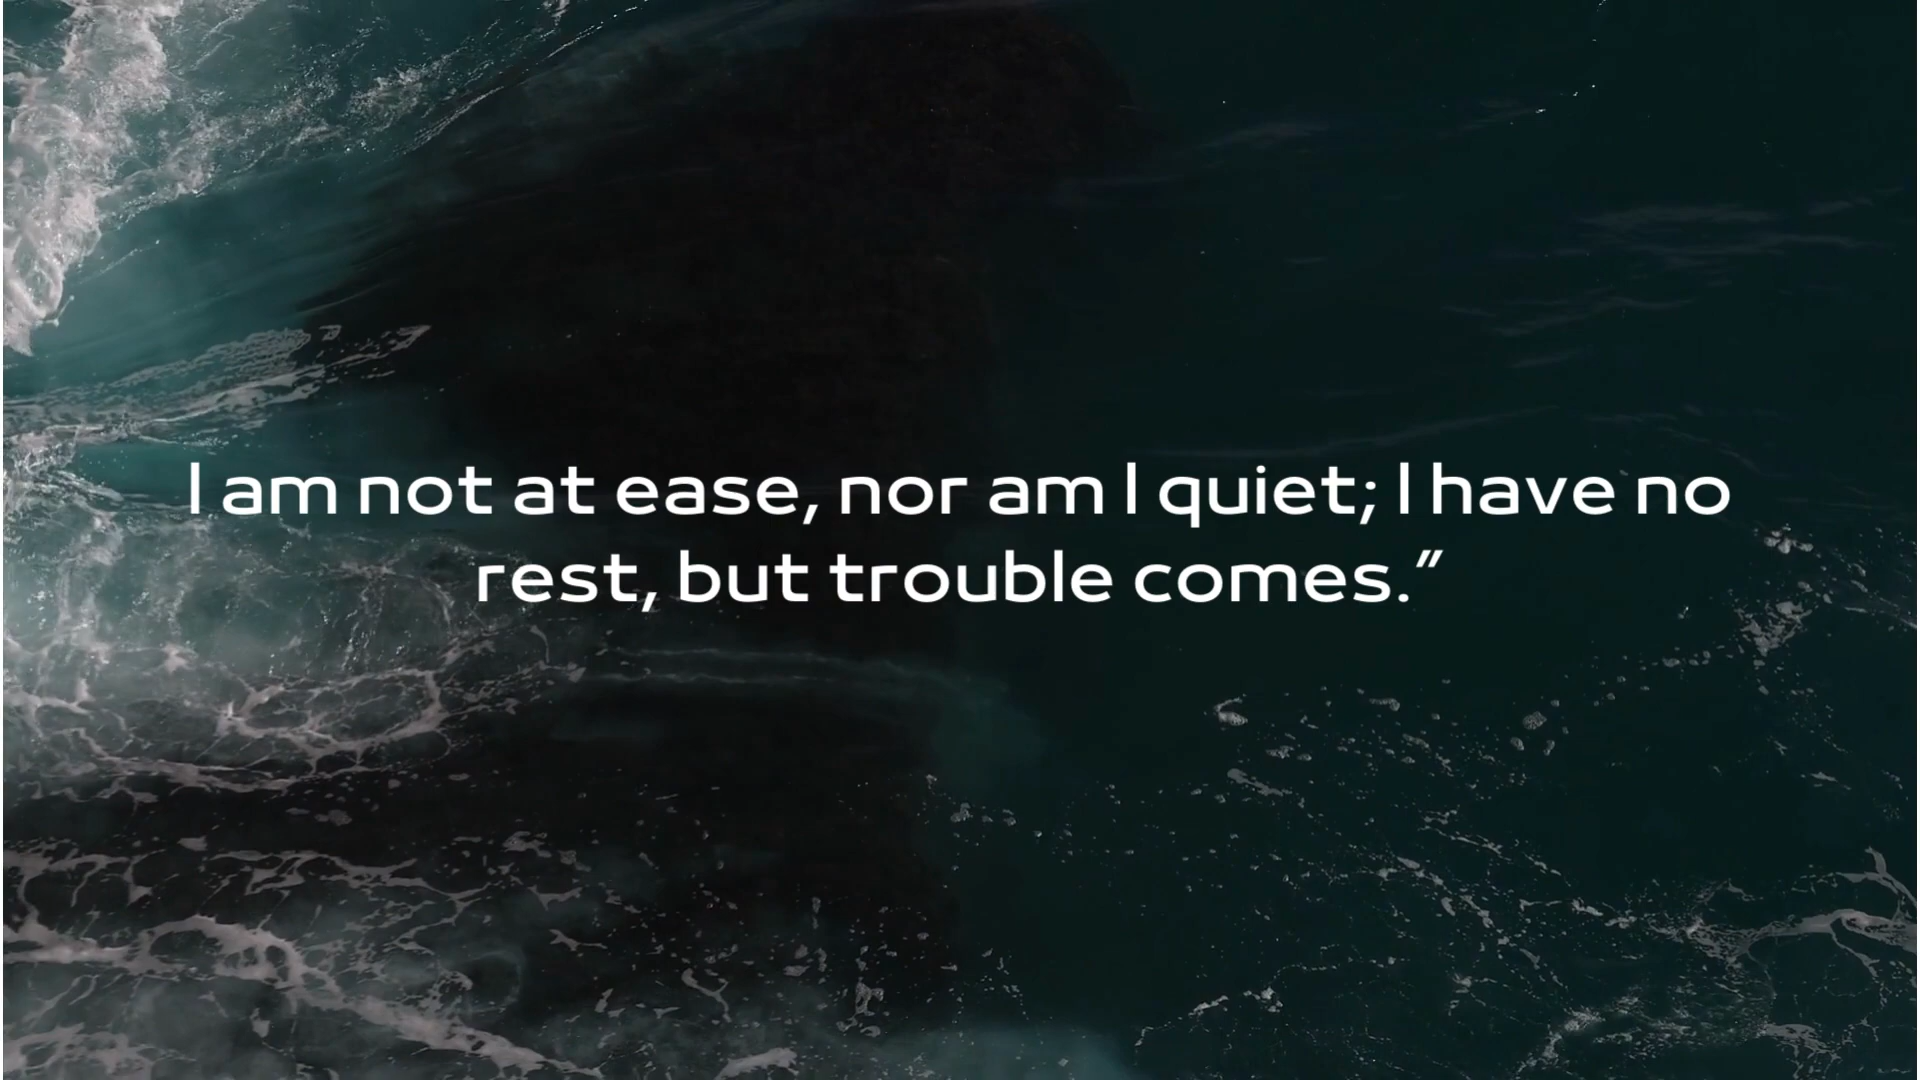 I am not at ease, nor am I quiet; I have no
rest, but trouble comes.”